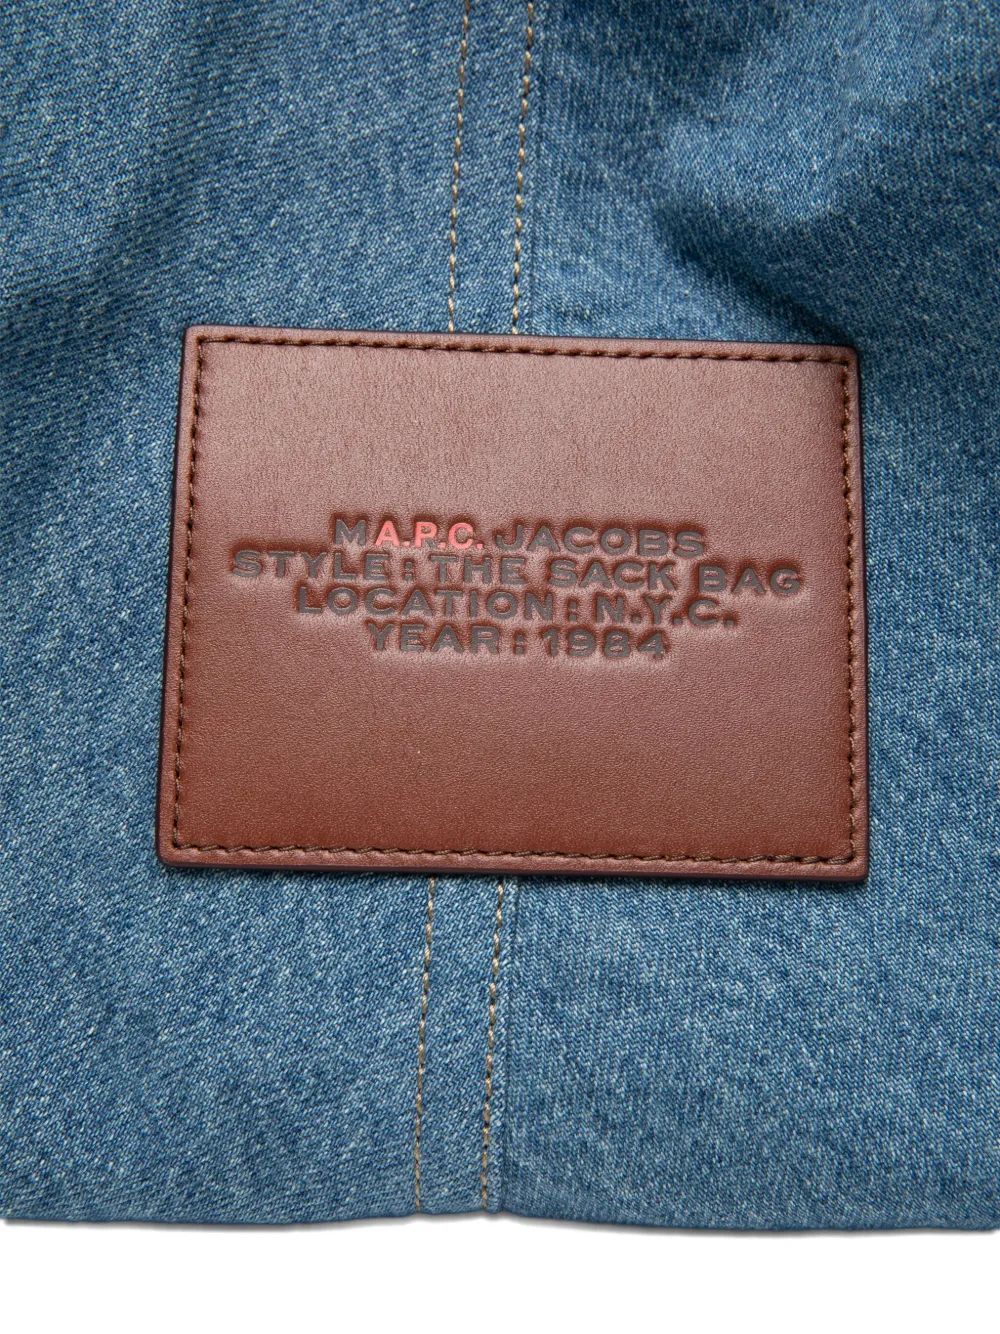 MA.P.C. JACOBS
STYLE: THE SACK BAG
LOCATION: N.Y.C.
YEAR: 1984